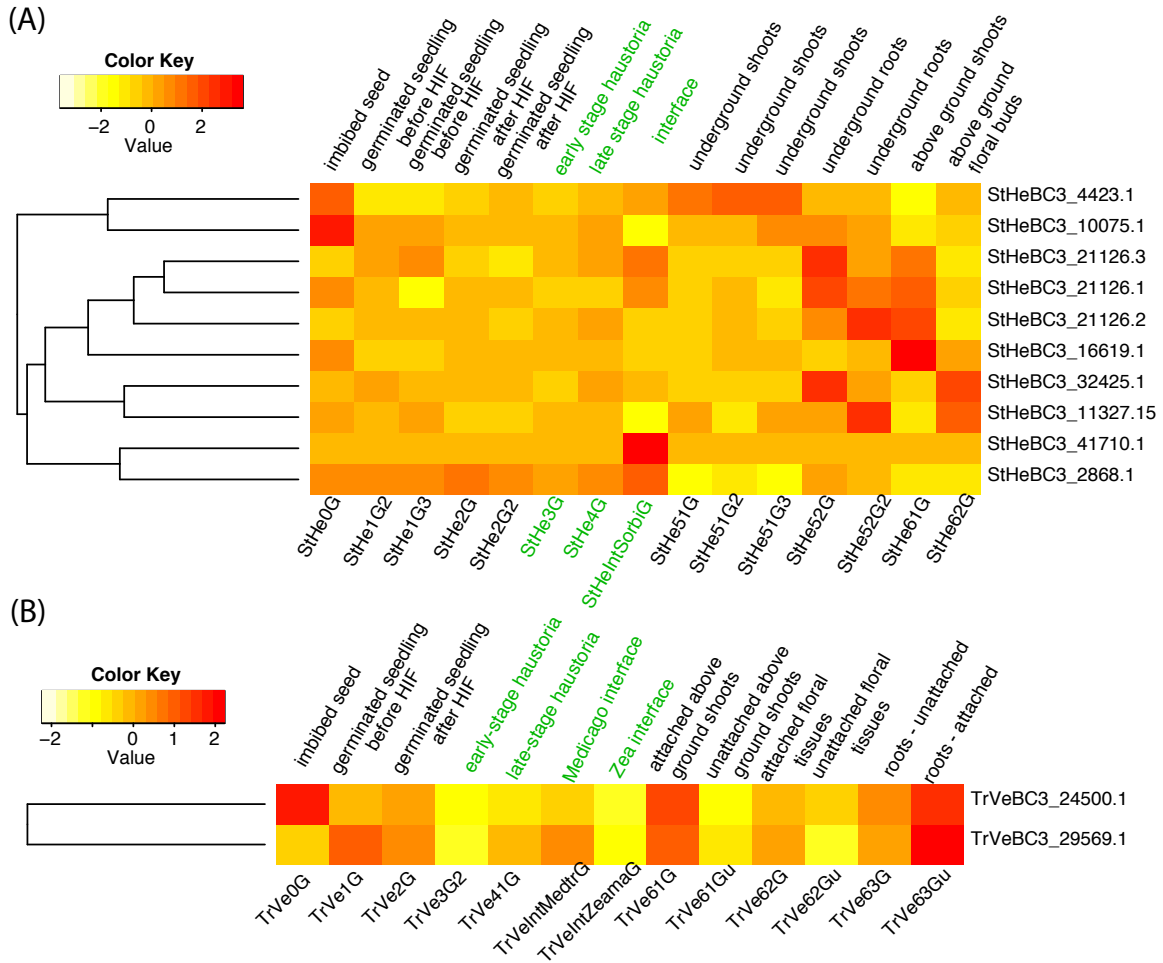 (A)
Color Key
−2 0 2
Value
imbibed seed
germinated seedling
before HIF
germinated seedling
before HIF
germinated seedling
after HIF
germinated seedling
after HIF
early stage haustoria
late stage haustoria
interface
underground shoots
underground shoots
underground shoots
underground roots
underground roots
above ground shoots
above ground
floral buds
StHeBC3_4423.1
StHeBC3_10075.1
StHeBC3_21126.3
StHeBC3_21126.1
StHeBC3_21126.2
StHeBC3_16619.1
StHeBC3_32425.1
StHeBC3_11327.15
StHeBC3_41710.1
StHeBC3_2868.1
StHe0G
StHe1G2
StHe1G3
StHe2G
StHe2G2
StHe3G
StHe4G
StHeIntSorbiG
StHe51G
StHe51G2
StHe51G3
StHe52G
StHe52G2
StHe61G
StHe62G
(B)
Color Key
−2 0 1 2
Value
imbibed seed
germinated seedling
before HIF
germinated seedling
after HIF
early-stage haustoria
late-stage haustoria
Medicago interface
Zea interface
attached above
ground shoots
unattached above
ground shoots
attached floral
tissues
unattached floral
tissues
roots - unattached
roots - attached
TrVeBC3_24500.1
TrVeBC3_29569.1
TrVe0G
TrVe1G
TrVe2G
TrVe3G2
TrVe41G
TrVeIntMedtrG
TrVeIntZeamaG
TrVe61G
TrVe61Gu
TrVe62G
TrVe62Gu
TrVe63G
TrVe63Gu